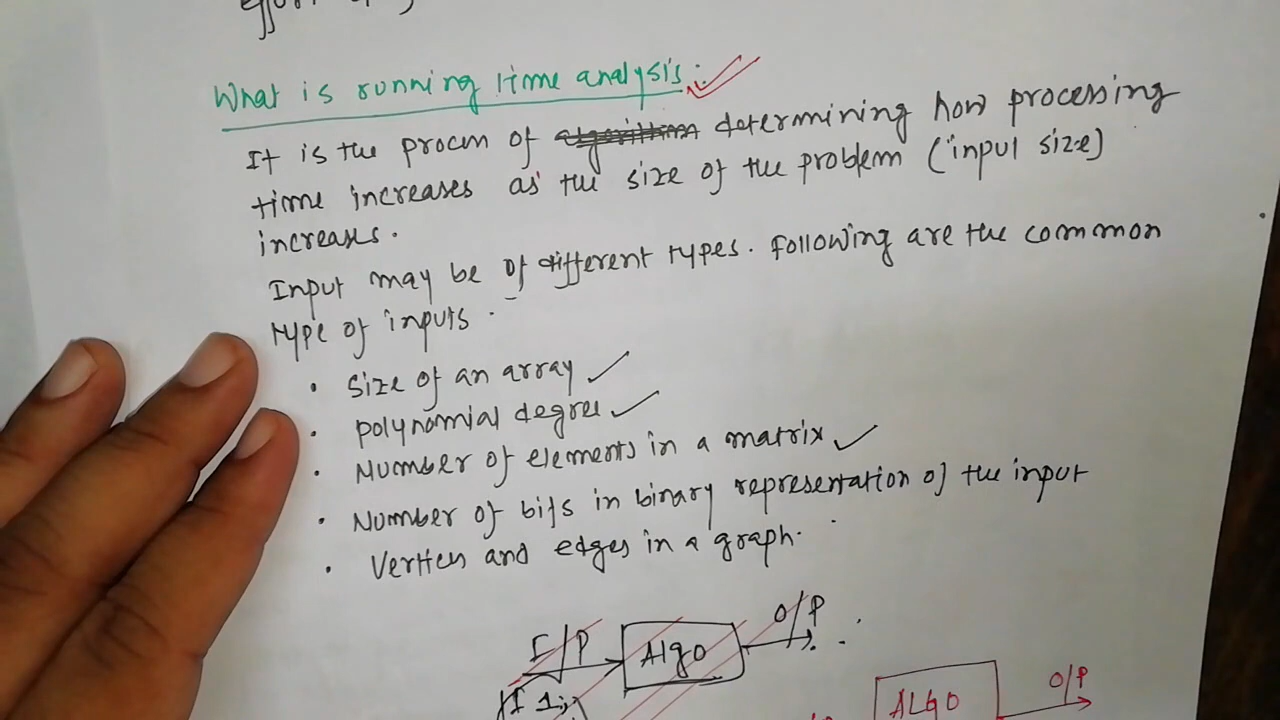 What is running time analysis.
It is the process of determining how processing
time increases as the size of the problem (input size)
increases.
Input may be of different types. Following are the common
type of inputs.
• Size of an array ✓
• polynomial degree ✓
• Number of elements in a matrix ✓
• Number of bits in binary representation of the input
• Vertices and edges in a graph.
I/P Algo O/P
ALGO O/P